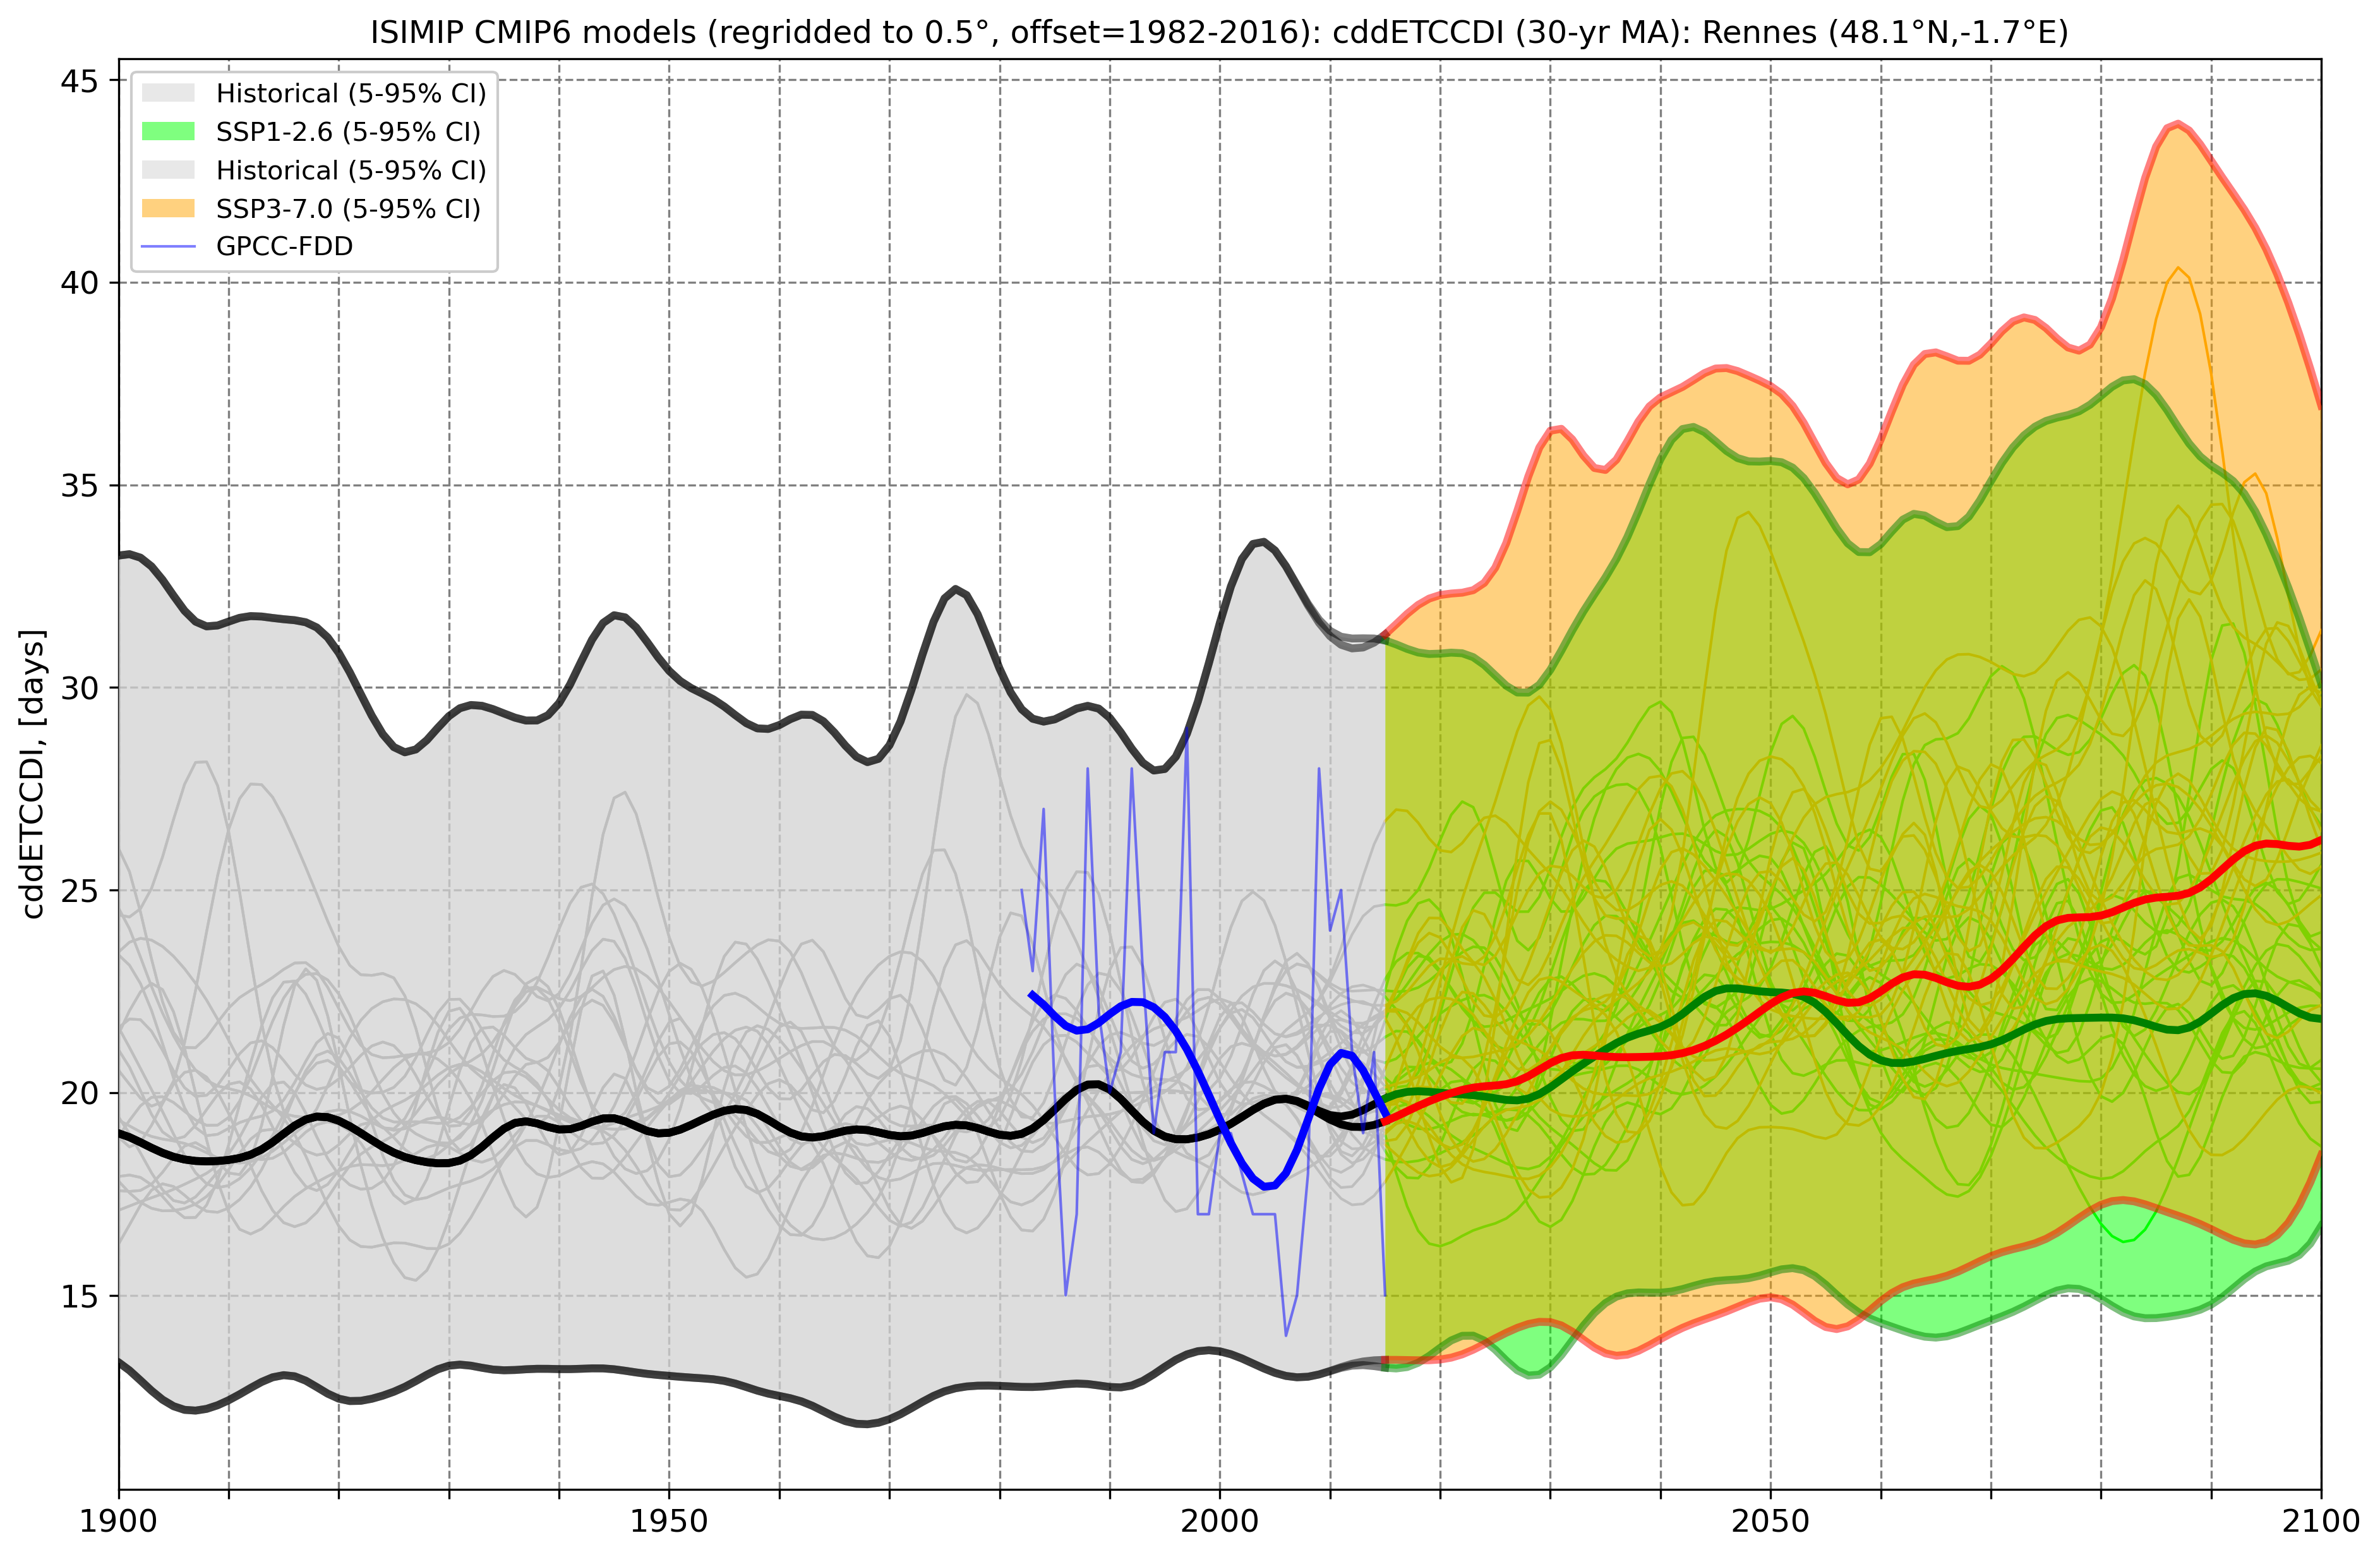 ISIMIP CMIP6 models (regridded to 0.5°, offset=1982-2016): cddETCCDI (30-yr MA): Rennes (48.1°N,-1.7°E)
Historical (5-95% CI)
SSP1-2.6 (5-95% CI)
Historical (5-95% CI)
SSP3-7.0 (5-95% CI)
GPCC-FDD
cddETCCDI, [days]
45
40
35
30
25
20
15
1900
1950
2000
2050
2100